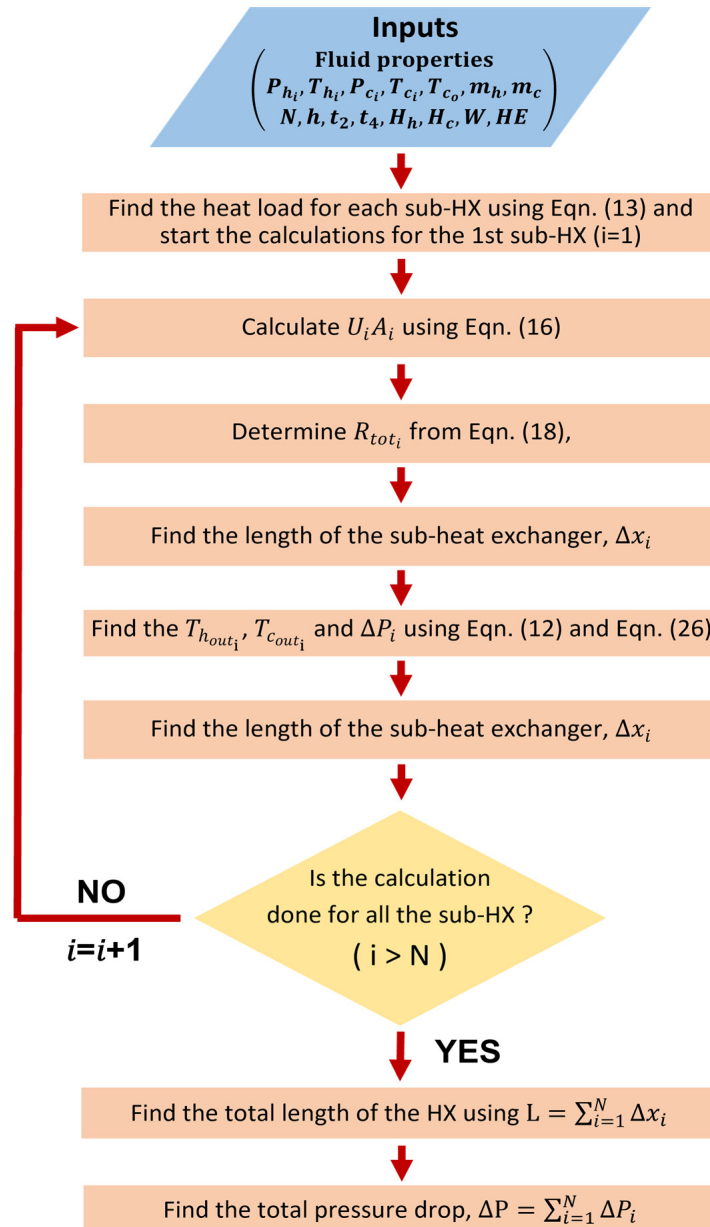 Inputs
Fluid properties
P_{h_i}, T_{h_i}, P_{c_i}, T_{c_i}, T_{c_o}, m_h, m_c
N, h, t_2, t_4, H_h, H_c, W, HE
Find the heat load for each sub-HX using Eqn. (13) and
start the calculations for the 1st sub-HX (i=1)
Calculate U_iA_i using Eqn. (16)
Determine R_{tot_i} from Eqn. (18),
Find the length of the sub-heat exchanger, Δx_i
Find the T_{h_{out_i}}, T_{c_{out_i}} and ΔP_i using Eqn. (12) and Eqn. (26)
Find the length of the sub-heat exchanger, Δx_i
Is the calculation
done for all the sub-HX ?
( i > N )
NO
i=i+1
YES
Find the total length of the HX using L = ∑_{i=1}^{N} Δx_i
Find the total pressure drop, ΔP = ∑_{i=1}^{N} ΔP_i